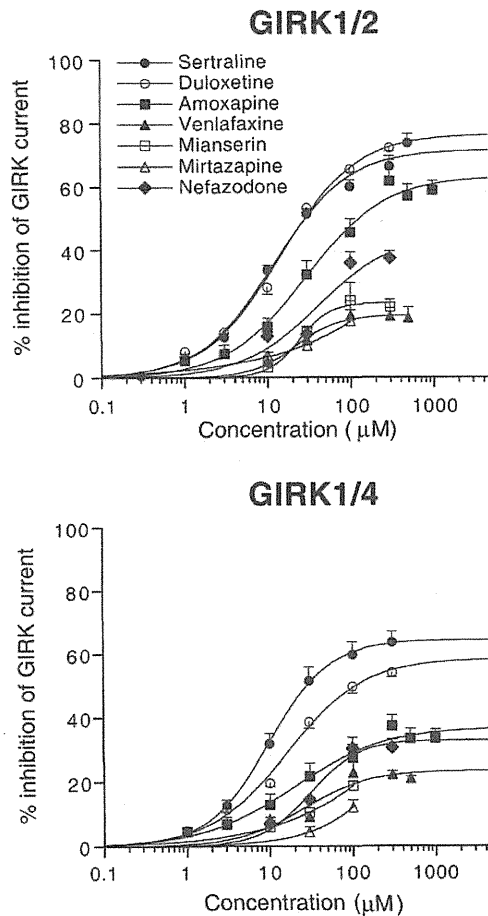 GIRK1/2
% inhibition of GIRK current
100
80
60
40
20
0
Sertraline
Duloxetine
Amoxapine
Venlafaxine
Mianserin
Mirtazapine
Nefazodone
0.1 1 10 100 1000
Concentration ( μM)
GIRK1/4
% inhibition of GIRK current
100
80
60
40
20
0
0.1 1 10 100 1000
Concentration (μM)